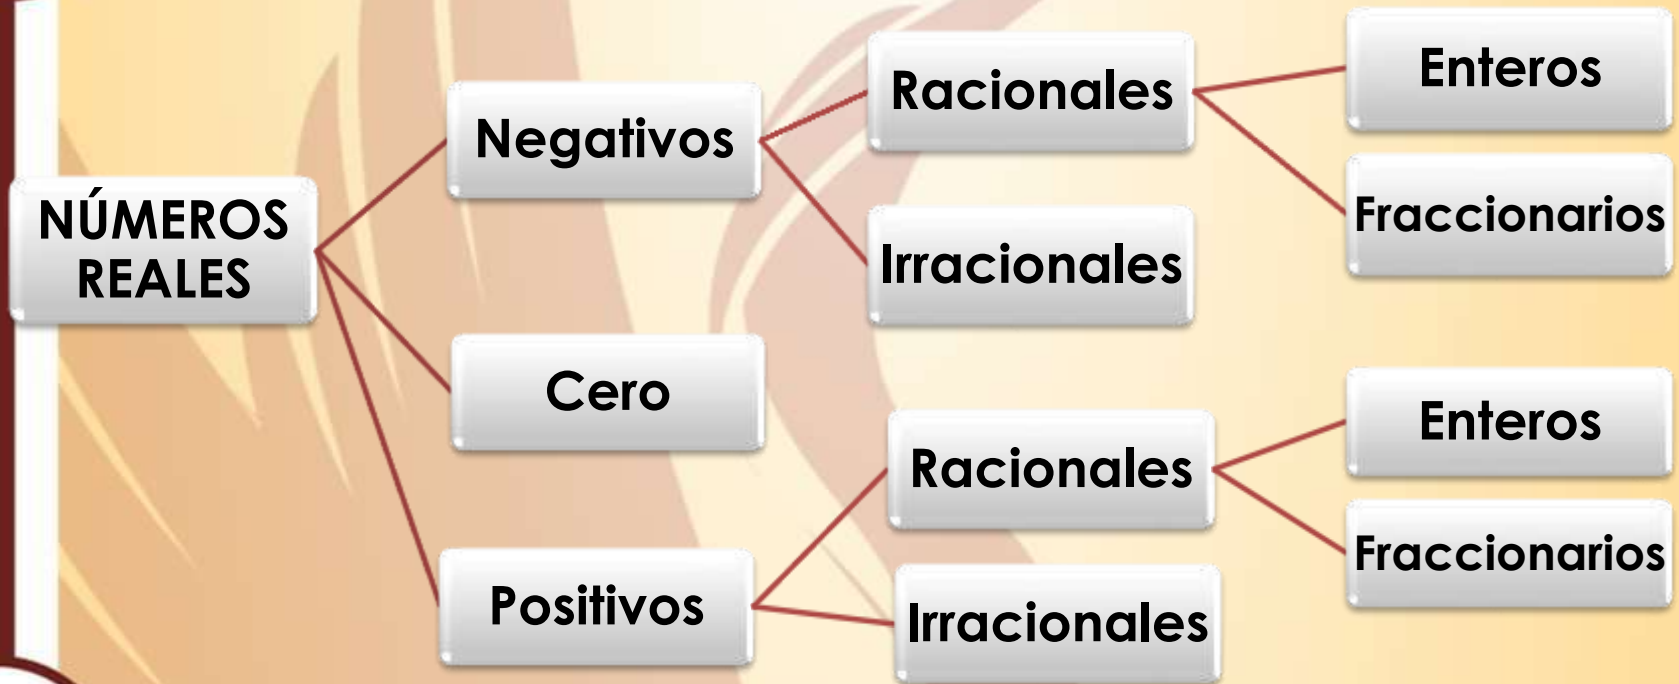 NÚMEROS
REALES
Negativos
Racionales
Enteros
Fraccionarios
Irracionales
Cero
Positivos
Racionales
Enteros
Fraccionarios
Irracionales